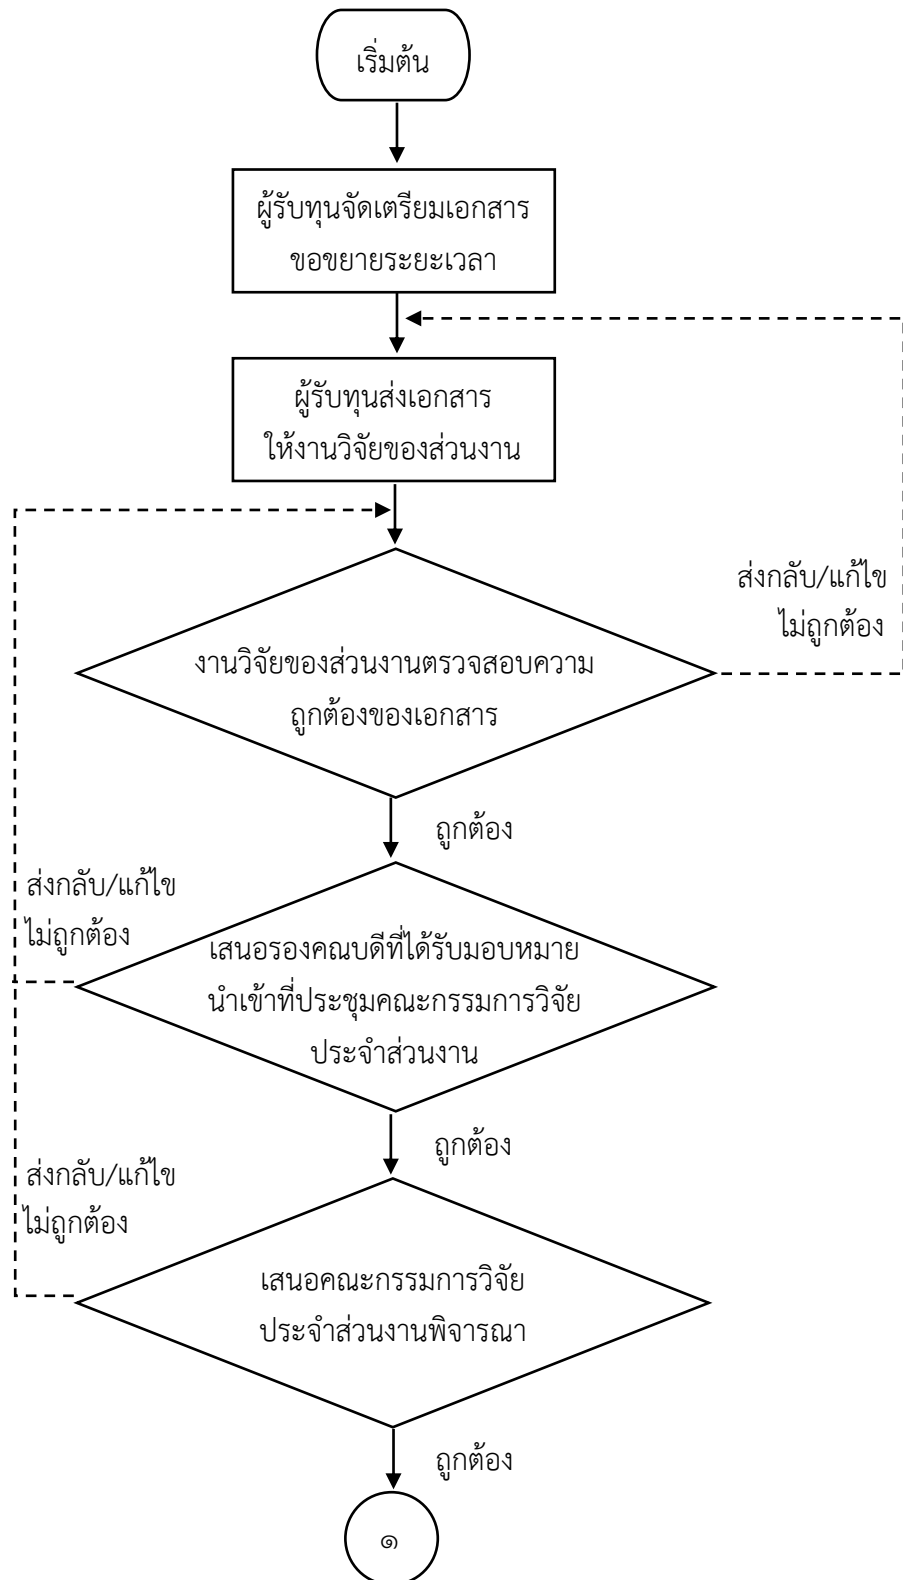 เริ่มต้น
ผู้รับทุนจัดเตรียมเอกสาร
ขอขยายระยะเวลา
ผู้รับทุนส่งเอกสาร
ให้งานวิจัยของส่วนงาน
ส่งกลับ/แก้ไข
ไม่ถูกต้อง
งานวิจัยของส่วนงานตรวจสอบความ
ถูกต้องของเอกสาร
ถูกต้อง
ส่งกลับ/แก้ไข
ไม่ถูกต้อง
เสนอรองคณบดีที่ได้รับมอบหมาย
นำเข้าที่ประชุมคณะกรรมการวิจัย
ประจำส่วนงาน
ถูกต้อง
ส่งกลับ/แก้ไข
ไม่ถูกต้อง
เสนอคณะกรรมการวิจัย
ประจำส่วนงานพิจารณา
ถูกต้อง
๑